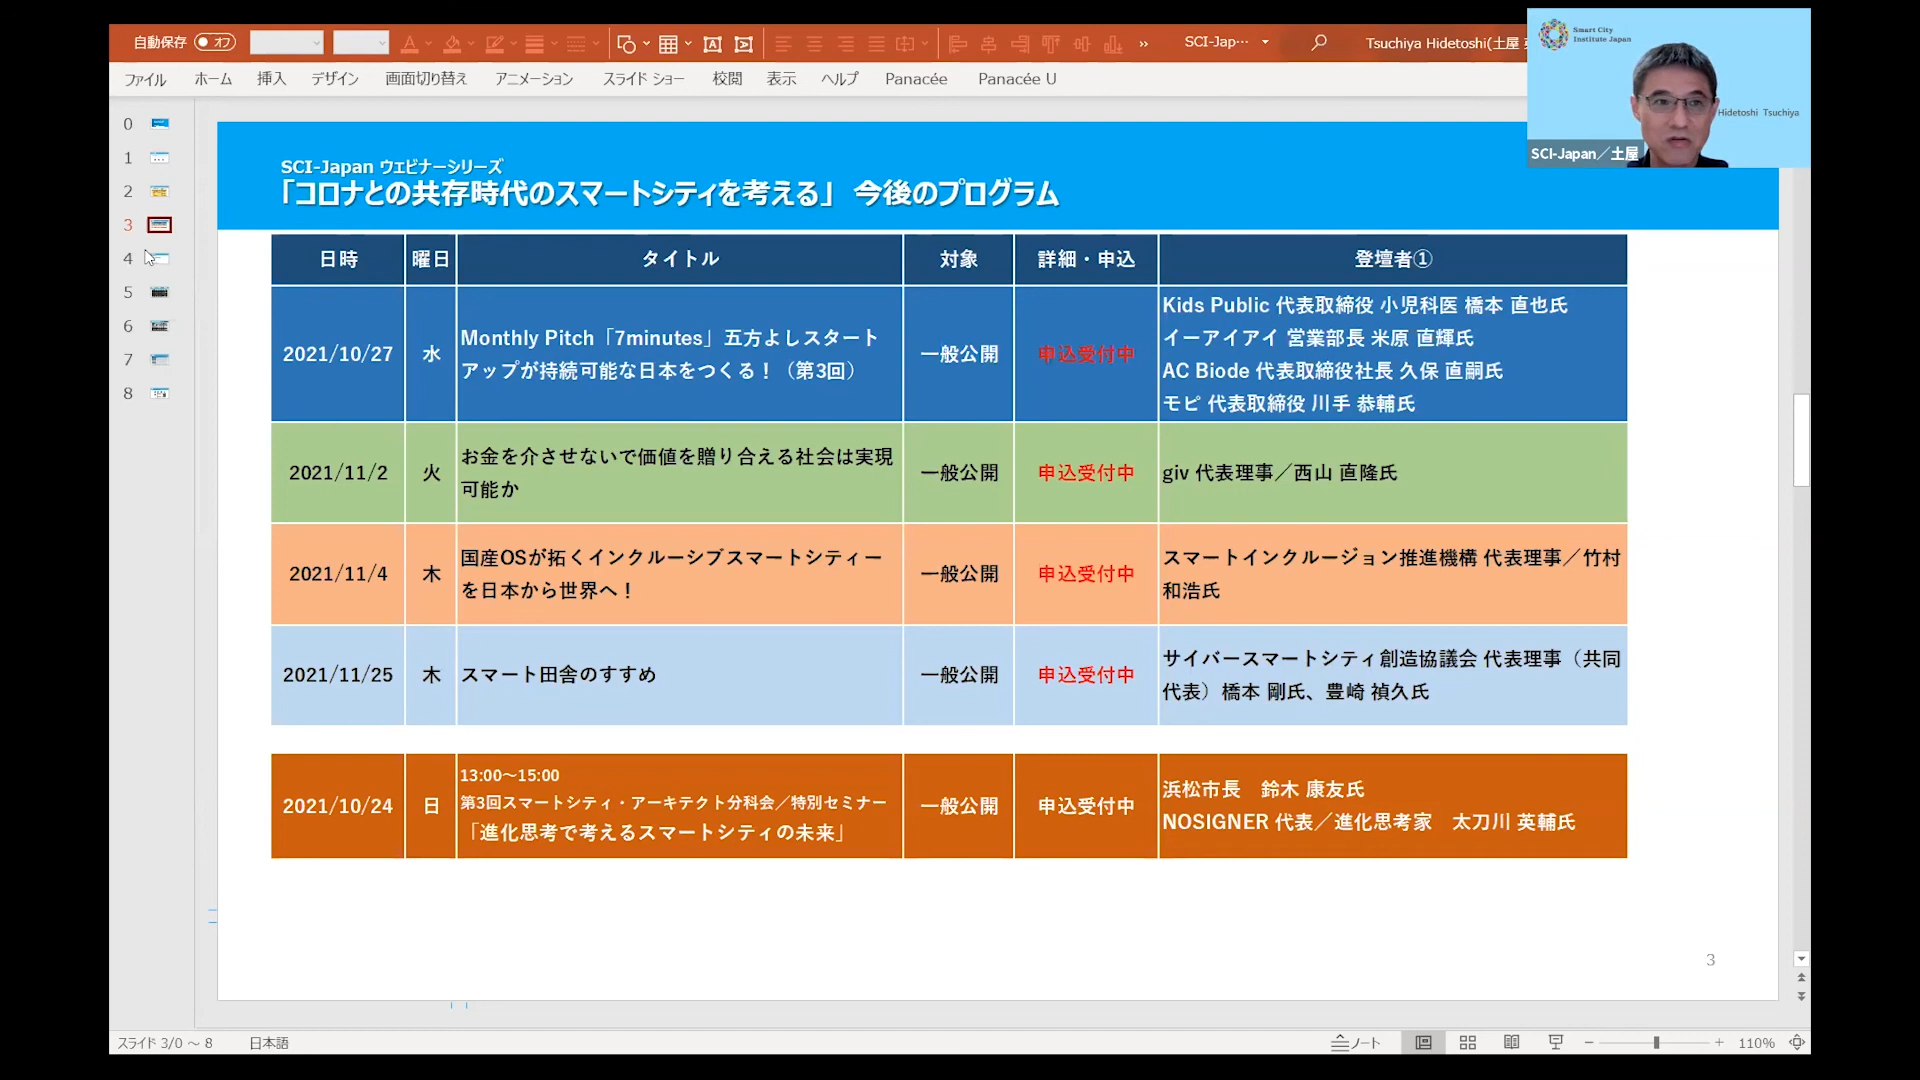 自動保存 オフ
SCI-Jap…
Tsuchiya Hidetoshi(土屋
Smart City
Institute Japan
Hidetoshi Tsuchiya
SCI-Japan／土屋
ファイル ホーム 挿入 デザイン 画面切り替え アニメーション スライド ショー 校閲 表示 ヘルプ Panacée Panacée U
0
1
2
3
4
5
6
7
8
SCI-Japan ウェビナーシリーズ
「コロナとの共存時代のスマートシティを考える」 今後のプログラム
日時 曜日 タイトル 対象 詳細・申込 登壇者①
2021/10/27 水
Monthly Pitch「7minutes」五方よしスタート
アップが持続可能な日本をつくる！（第3回）
一般公開 申込受付中
Kids Public 代表取締役 小児科医 橋本 直也氏
イーアイアイ 営業部長 米原 直輝氏
AC Biode 代表取締役社長 久保 直嗣氏
モピ 代表取締役 川手 恭輔氏
2021/11/2 火
お金を介させないで価値を贈り合える社会は実現
可能か
一般公開 申込受付中
giv 代表理事／西山 直隆氏
2021/11/4 木
国産OSが拓くインクルーシブスマートシティー
を日本から世界へ！
一般公開 申込受付中
スマートインクルージョン推進機構 代表理事／竹村
和浩氏
2021/11/25 木
スマート田舎のすすめ
一般公開 申込受付中
サイバースマートシティ創造協議会 代表理事（共同
代表）橋本 剛氏、豊崎 禎久氏
2021/10/24 日
13:00～15:00
第3回スマートシティ・アーキテクト分科会／特別セミナー
「進化思考で考えるスマートシティの未来」
一般公開 申込受付中
浜松市長　鈴木 康友氏
NOSIGNER 代表／進化思考家　太刀川 英輔氏
3
スライド 3/0 ～ 8 日本語
ノート 110%